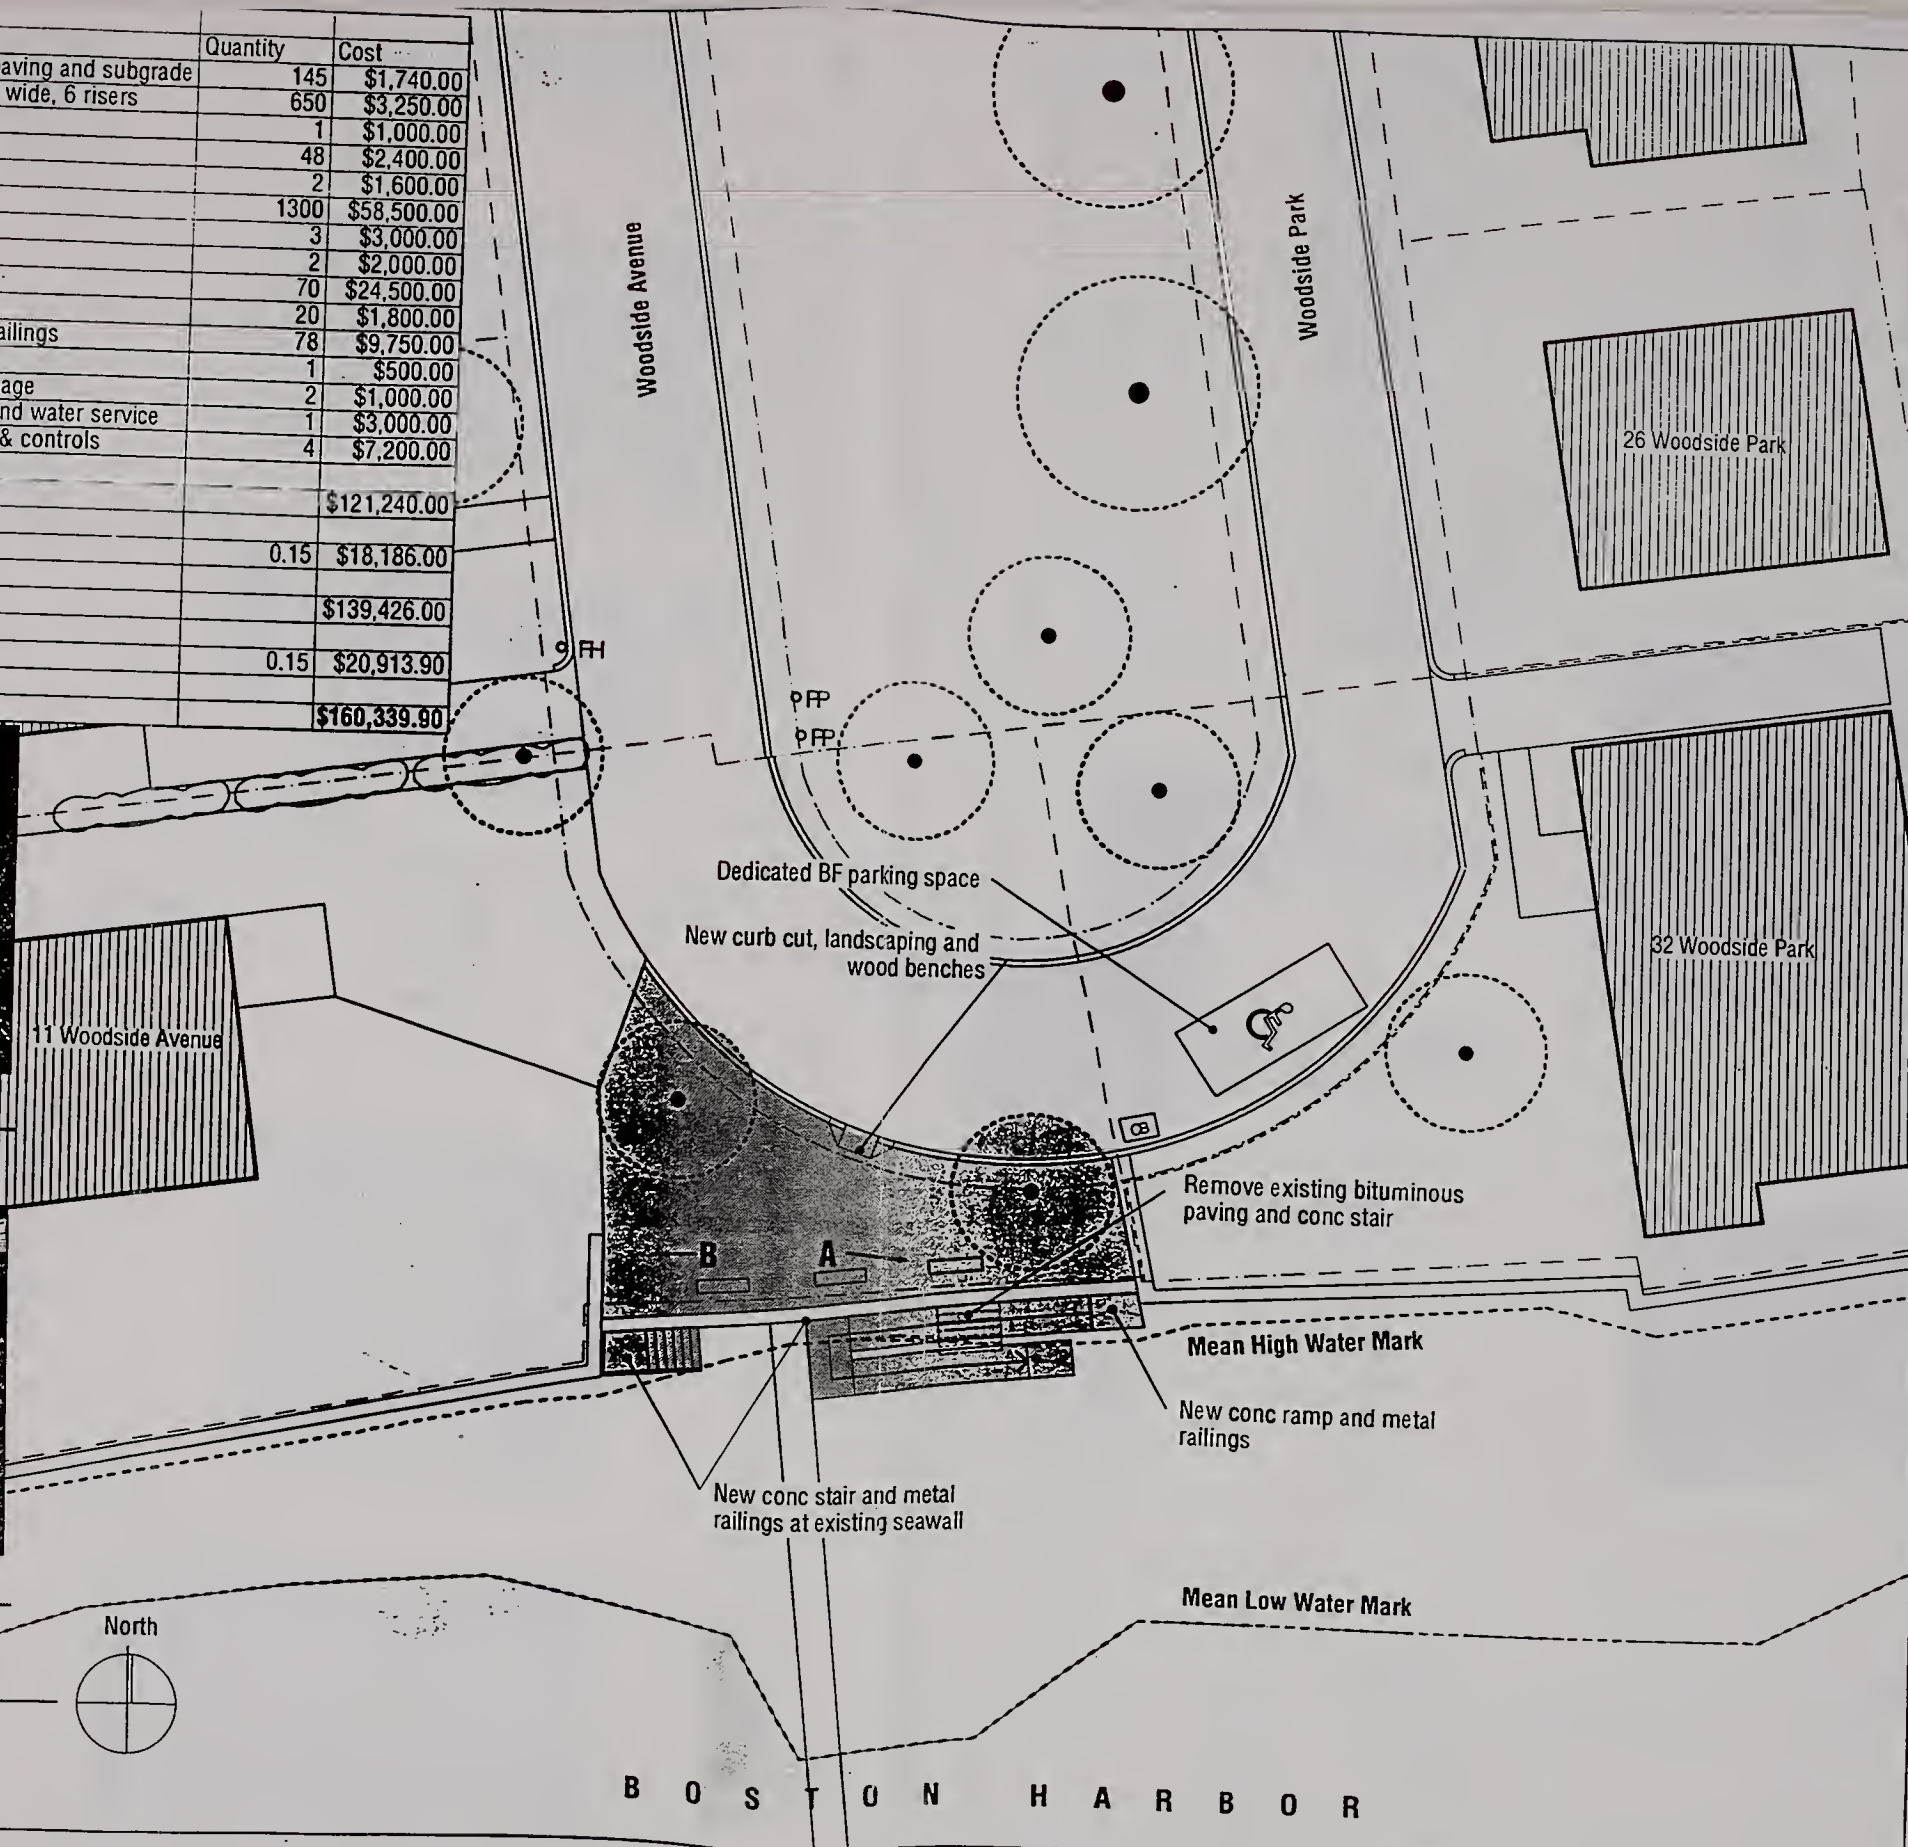 Quantity Cost
aving and subgrade 145 $1,740.00
wide, 6 risers 650 $3,250.00
1 $1,000.00
48 $2,400.00
2 $1,600.00
1300 $58,500.00
3 $3,000.00
2 $2,000.00
70 $24,500.00
20 $1,800.00
ailings 78 $9,750.00
1 $500.00
age 2 $1,000.00
nd water service 1 $3,000.00
& controls 4 $7,200.00
$121,240.00
0.15 $18,186.00
$139,426.00
0.15 $20,913.90
$160,339.90
Woodside Avenue
Woodside Park
26 Woodside Park
FH
PP
PP
Dedicated BF parking space
New curb cut, landscaping and
wood benches
32 Woodside Park
11 Woodside Avenue
CB
Remove existing bituminous
paving and conc stair
B
A
Mean High Water Mark
New conc ramp and metal
railings
New conc stair and metal
railings at existing seawall
Mean Low Water Mark
North
BOSTON HARBOR